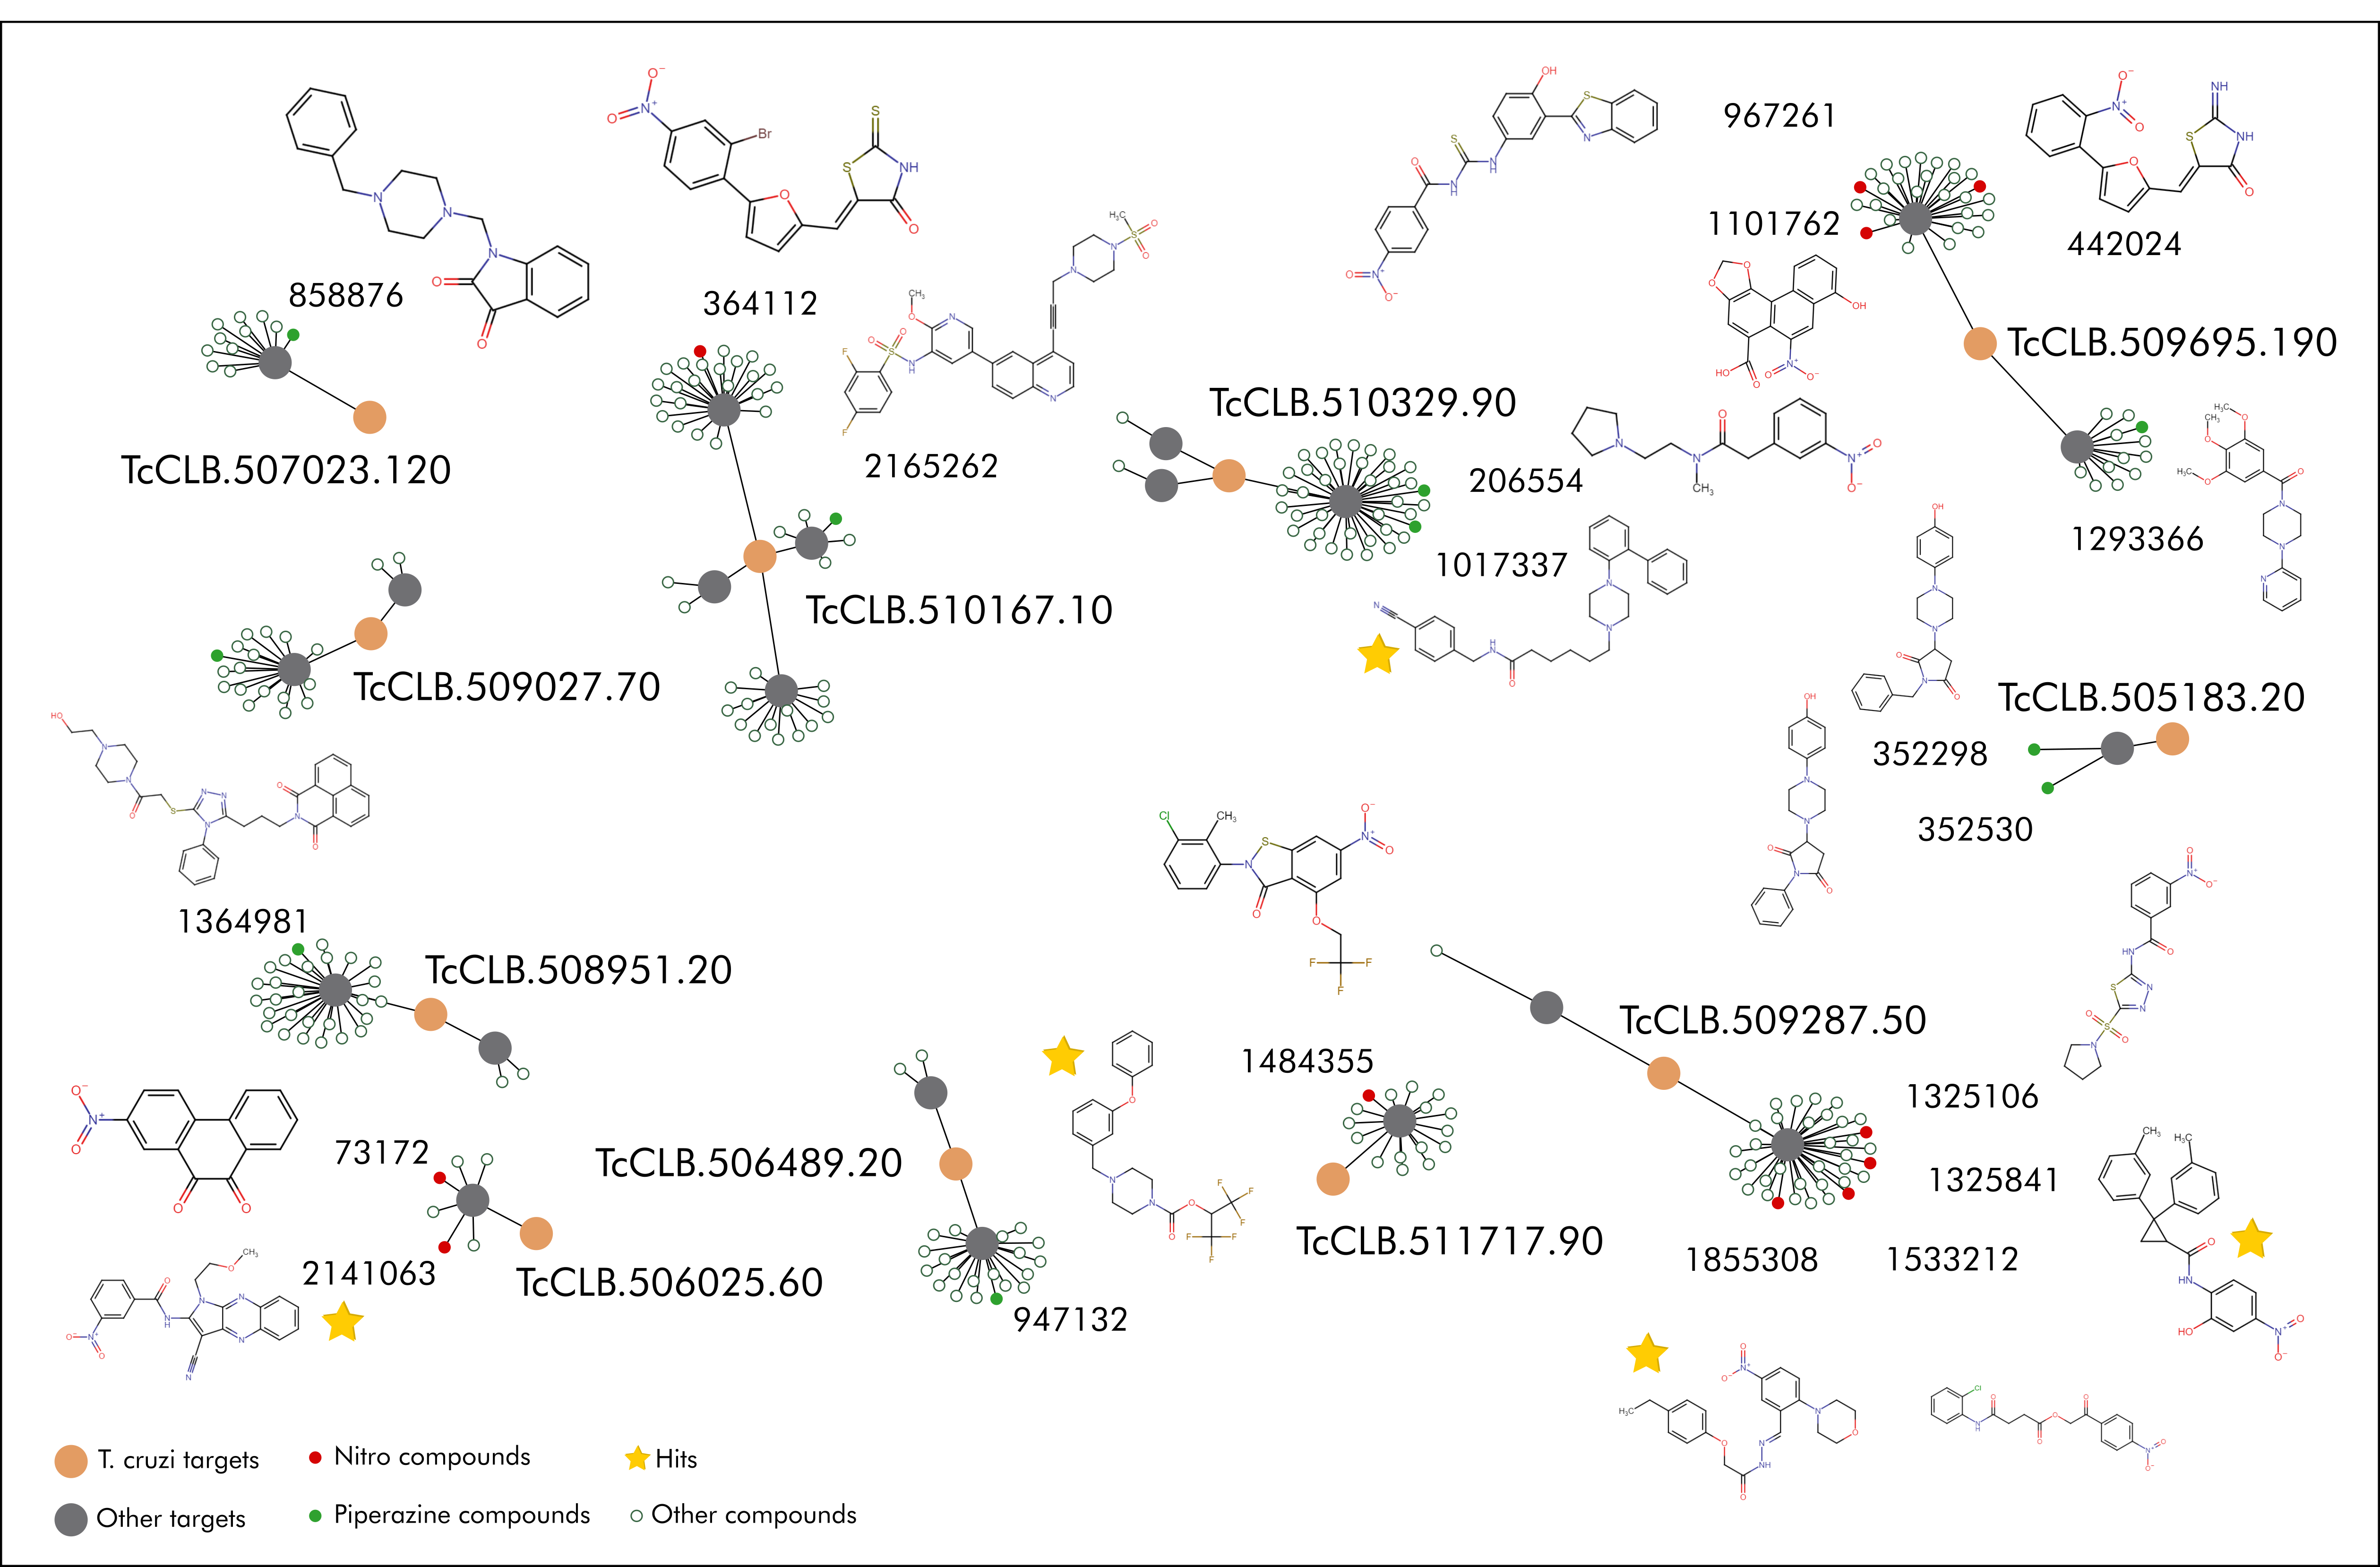 858876
TcCLB.507023.120
364112
2165262
TcCLB.510167.10
TcCLB.510329.90
206554
1017337
967261
1101762
442024
TcCLB.509695.190
1293366
TcCLB.509027.70
1364981
TcCLB.505183.20
352298
352530
TcCLB.508951.20
73172
2141063
TcCLB.506025.60
TcCLB.506489.20
947132
1484355
TcCLB.511717.90
TcCLB.509287.50
1325106
1325841
1855308
1533212
T. cruzi targets
Nitro compounds
Hits
Other targets
Piperazine compounds
Other compounds